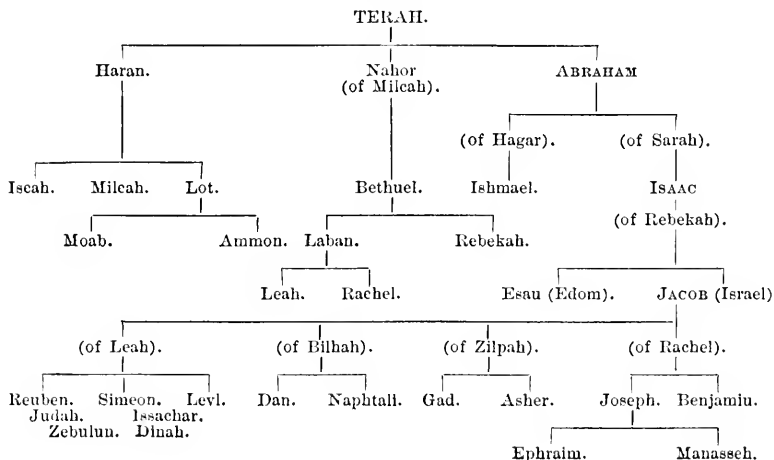 TERAH.
Haran. Nahor ABRAHAM
(of Milcah).
(of Hagar). (of Sarah).
Iscah. Milcah. Lot. Bethuel. Ishmael. ISAAC
(of Rebekah).
Moab. Ammon. Laban. Rebekah.
Leah. Rachel. Esau (Edom). JACOB (Israel)
(of Leah). (of Bilhah). (of Zilpah). (of Rachel).
Reuben. Simeon. Levi. Dan. Naphtali. Gad. Asher. Joseph. Benjamiu.
Judah. Issachar.
Zebulun. Dinah.
Ephraim. Manasseh.